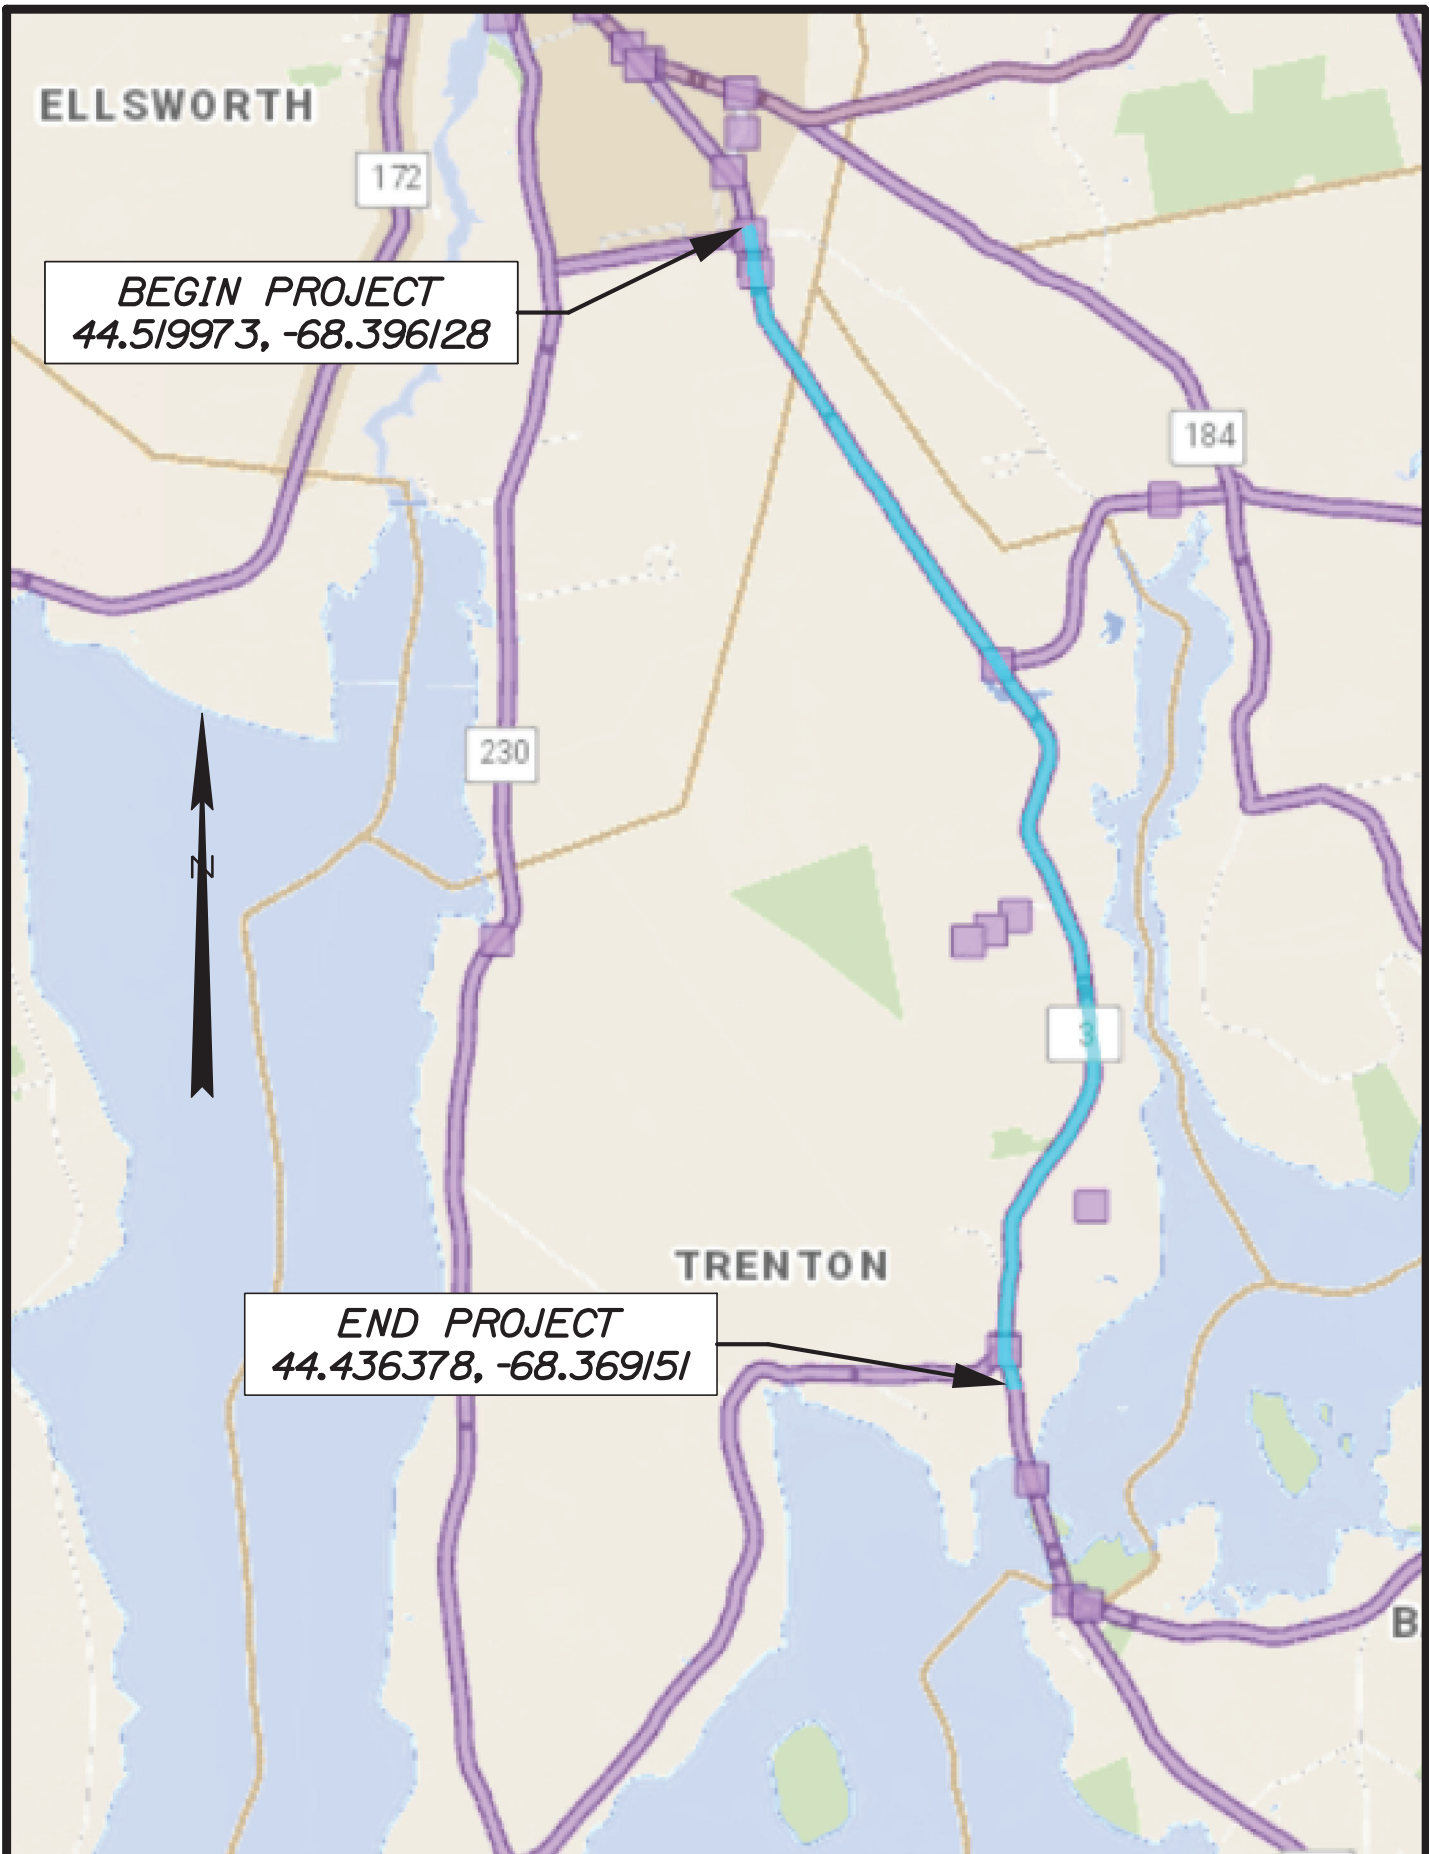 ELLSWORTH
172
BEGIN PROJECT
44.519973, -68.396128
184
230
N
3
TRENTON
END PROJECT
44.436378, -68.369151
B